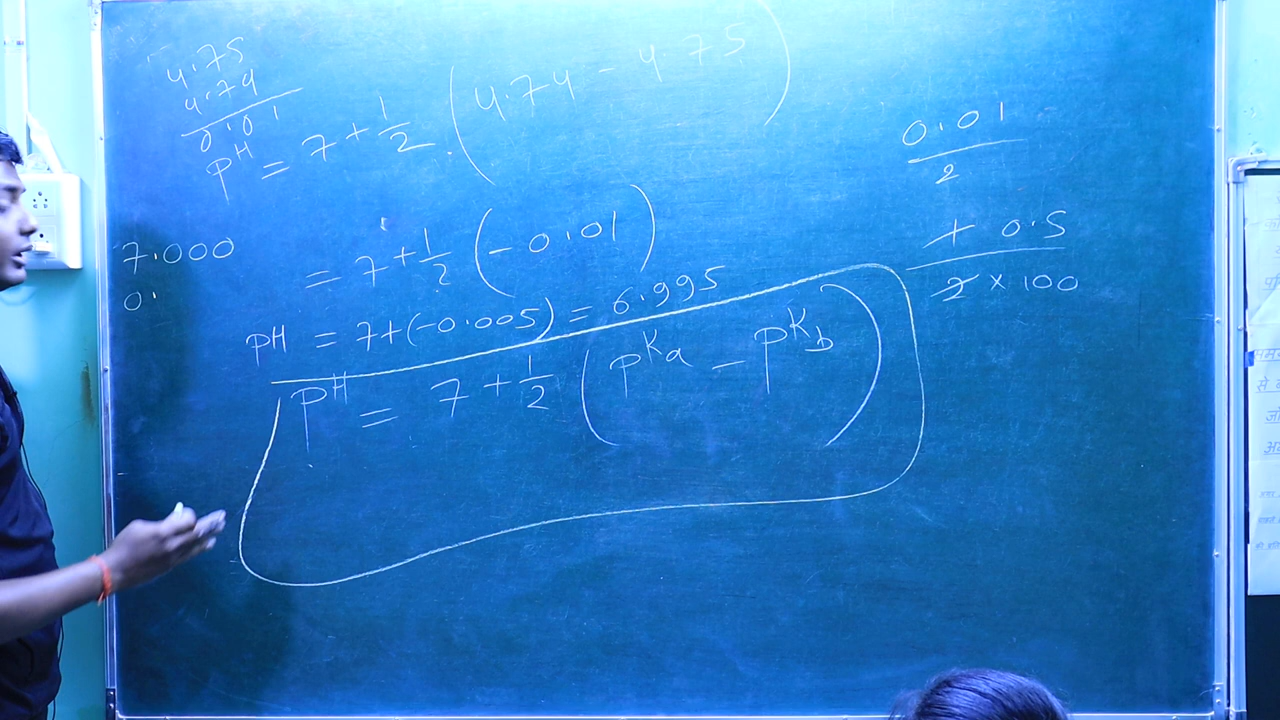 4.75
4.74
0.01
pH = 7 + 1/2 (4.74 - 4.75)
= 7 + 1/2 (-0.01)
pH = 7+(-0.005) = 6.995
pH = 7 + 1/2 (pKa - pKb)
7.000
0.
0.01
2
1 0.5
2 × 100